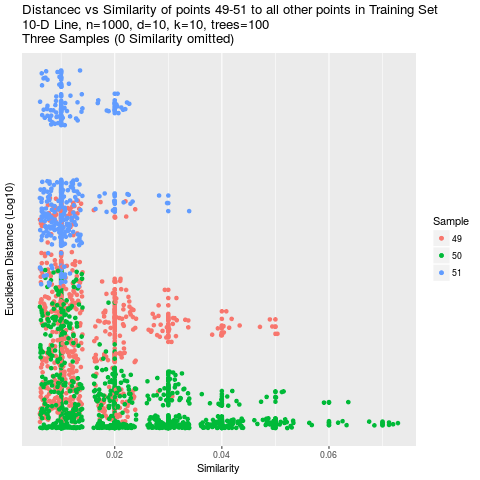 Distancec vs Similarity of points 49-51 to all other points in Training Set
10-D Line, n=1000, d=10, k=10, trees=100
Three Samples (0 Similarity omitted)
Euclidean Distance (Log10)
Sample
49
50
51
0.02
0.04
0.06
Similarity